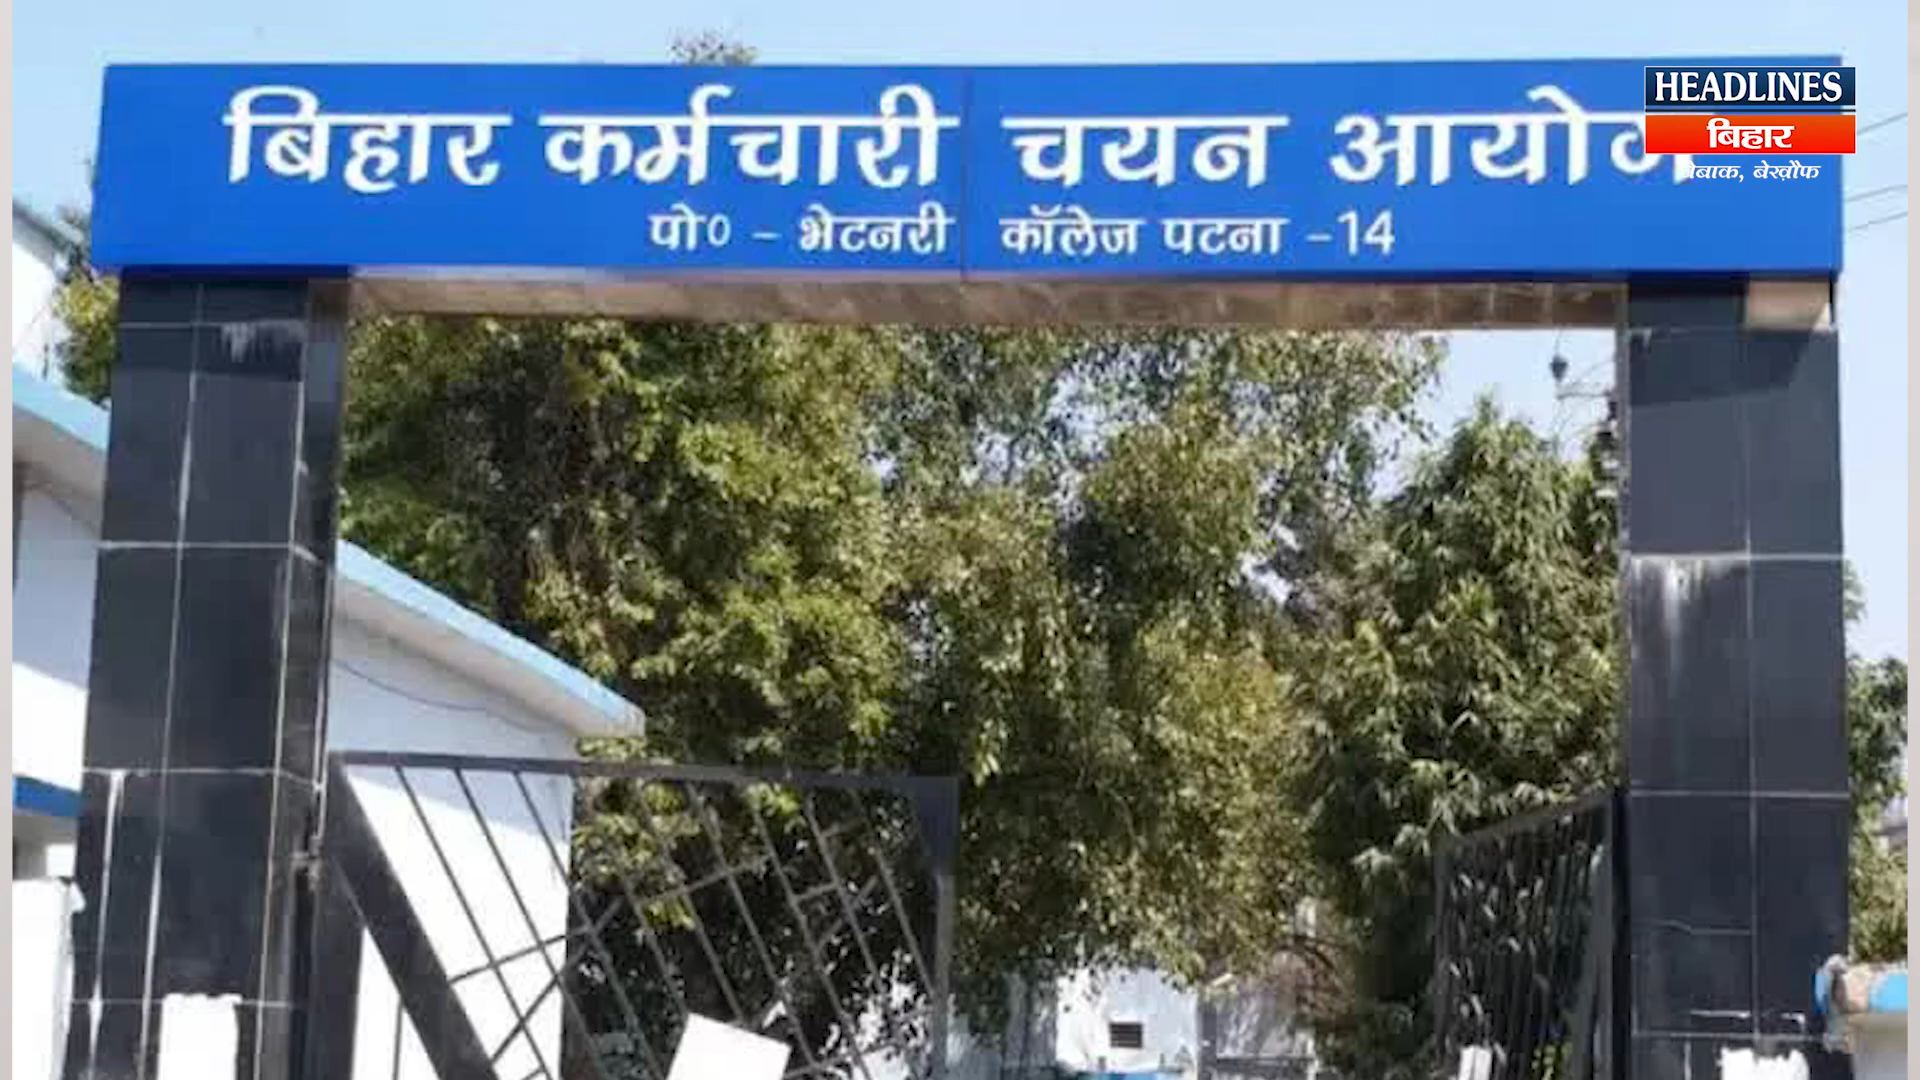 बिहार कर्मचारी चयन आयोग
पो० – भेटनरी कॉलेज पटना –14
HEADLINES
बिहार
बेबाक, बेख़ौफ